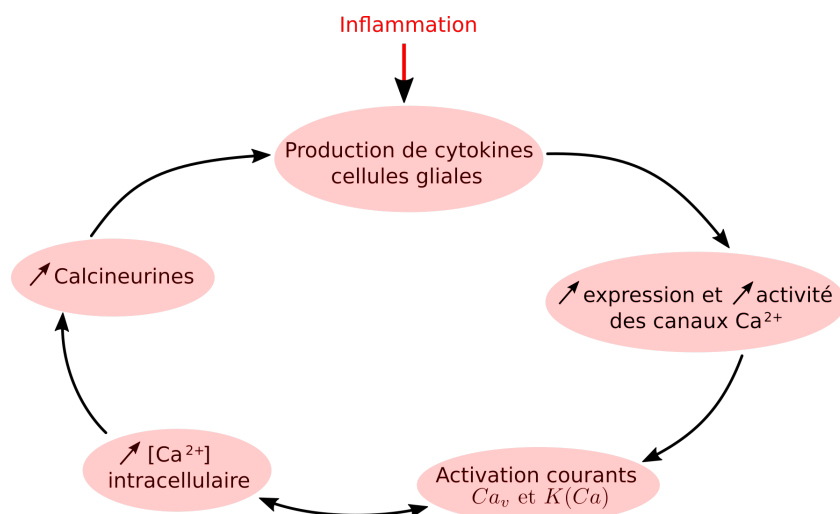 Inflammation
Production de cytokines
cellules gliales
↗ expression et ↗ activité
des canaux Ca²⁺
Activation courants
Caᵥ et K(Ca)
↗ [Ca²⁺]
intracellulaire
↗ Calcineurines